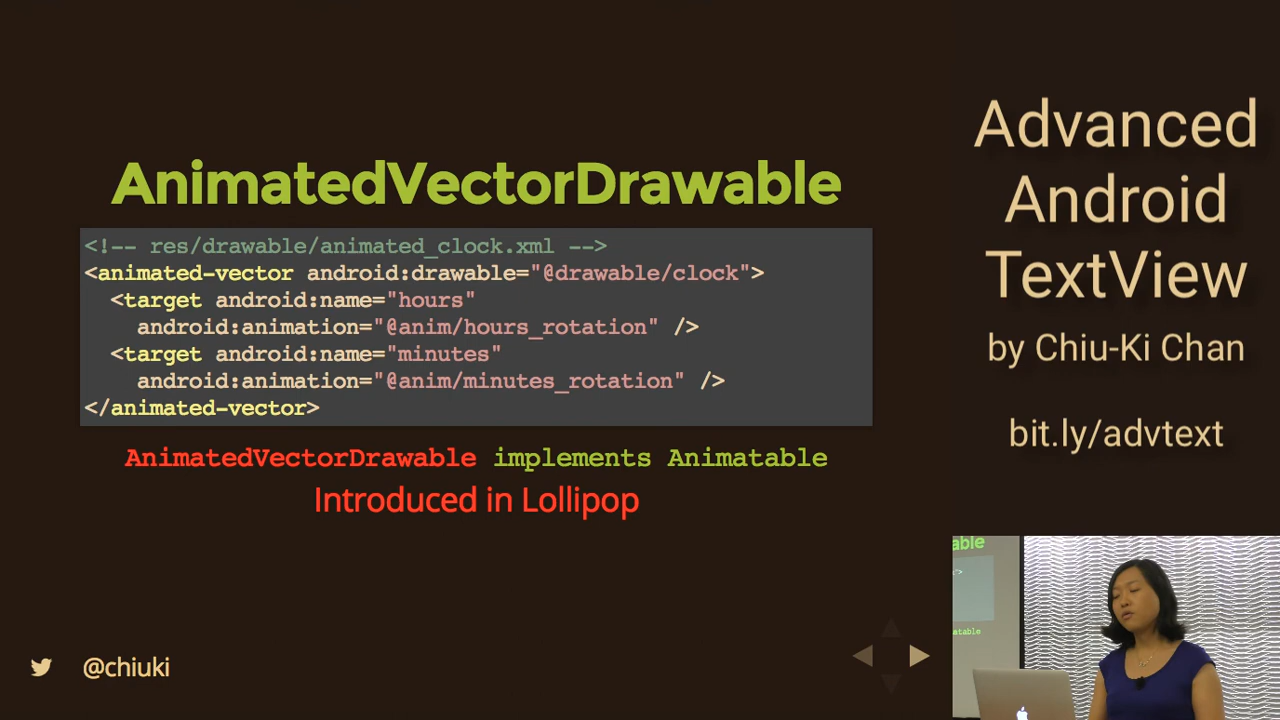 AnimatedVectorDrawable
<!-- res/drawable/animated_clock.xml -->
<animated-vector android:drawable="@drawable/clock">
  <target android:name="hours"
    android:animation="@anim/hours_rotation" />
  <target android:name="minutes"
    android:animation="@anim/minutes_rotation" />
</animated-vector>
AnimatedVectorDrawable implements Animatable
Introduced in Lollipop
@chiuki
Advanced
Android
TextView
by Chiu-Ki Chan
bit.ly/advtext
able
k">
atable